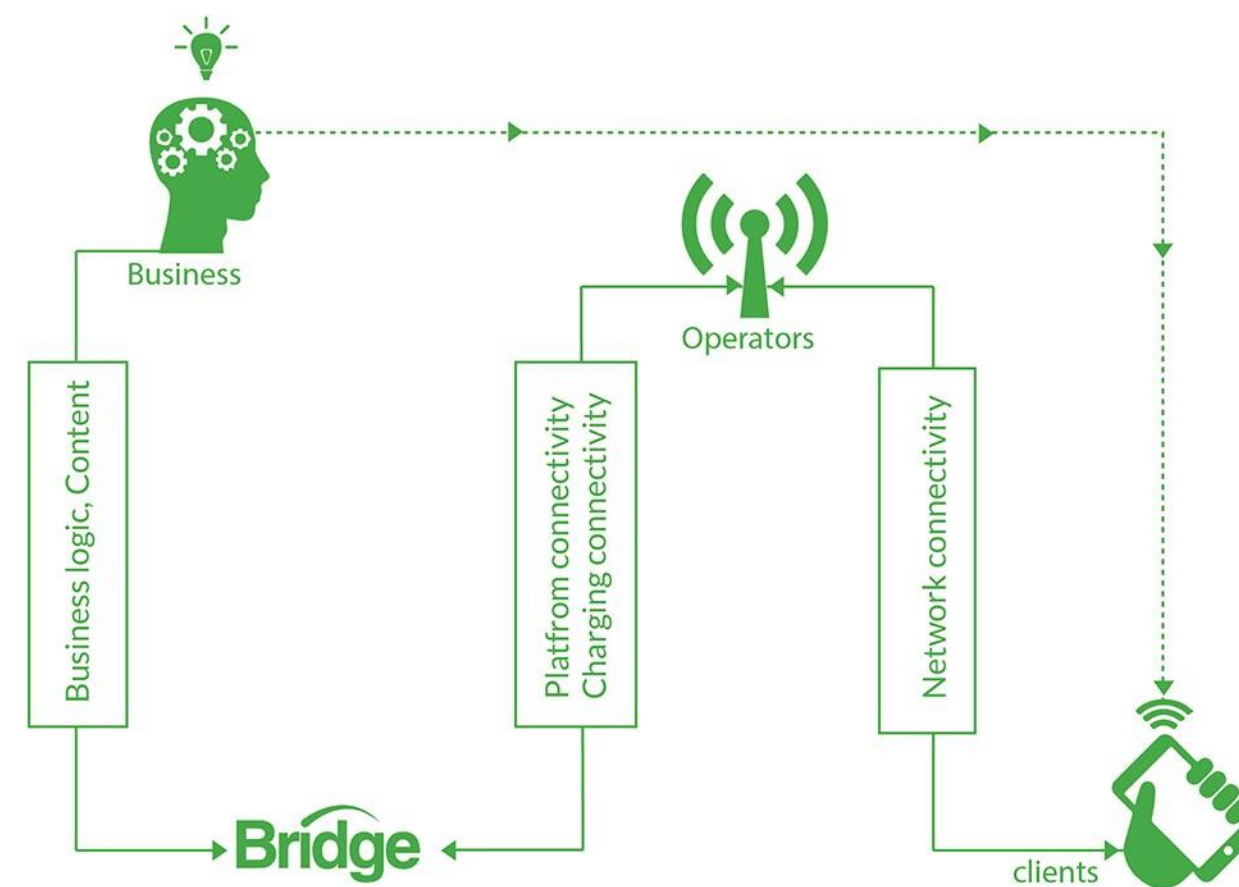 Business
Operators
Business logic, Content
Platfrom connectivity
Charging connectivity
Network connectivity
Bridge
clients